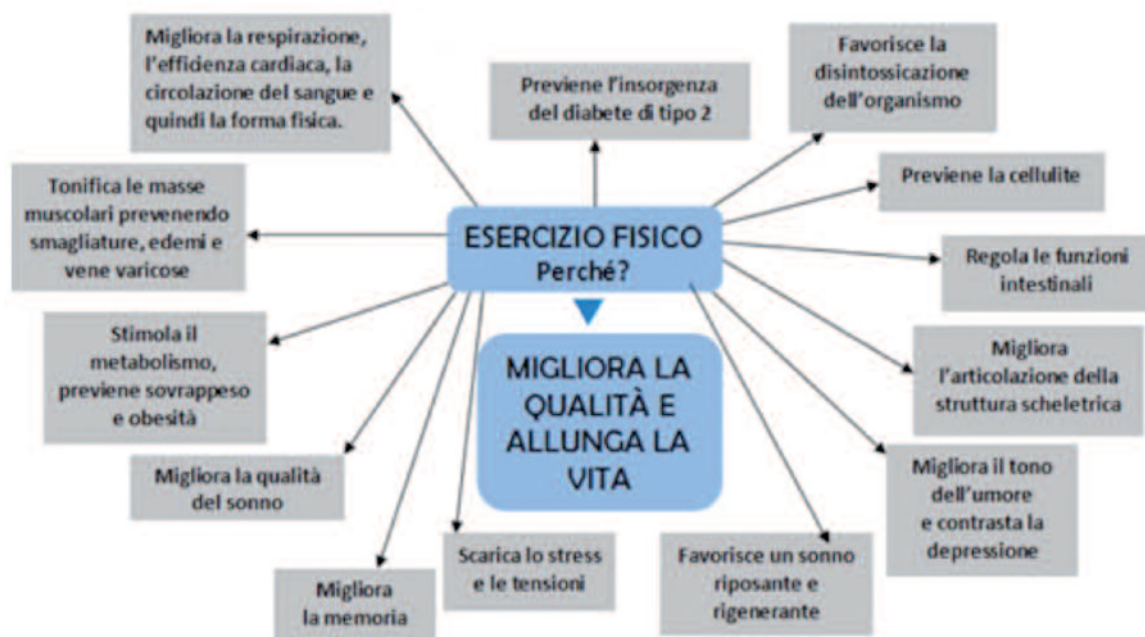 Migliora la respirazione,
l'efficienza cardiaca, la
circolazione del sangue e
quindi la forma fisica.
Previene l'insorgenza
del diabete di tipo 2
Favorisce la
disintossicazione
dell'organismo
Tonifica le masse
muscolari prevenendo
smagliature, edemi e
vene varicose
ESERCIZIO FISICO
Perché?
Previene la cellulite
Regola le funzioni
intestinali
Stimola il
metabolismo,
previene sovrappeso
e obesità
MIGLIORA LA
QUALITÀ E
ALLUNGA LA
VITA
Migliora
l'articolazione della
struttura scheletrica
Migliora la qualità
del sonno
Migliora il tono
dell'umore
e contrasta la
depressione
Migliora
la memoria
Scarica lo stress
e le tensioni
Favorisce un sonno
riposante e
rigenerante